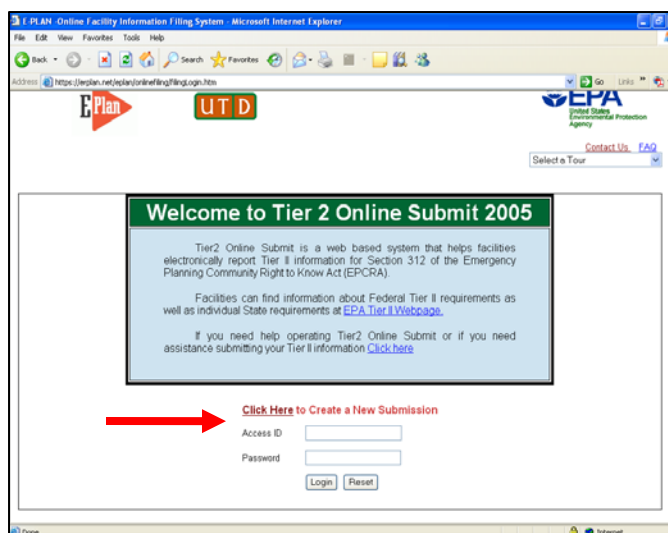 E-PLAN -Online Facility Information Filing System - Microsoft Internet Explorer
File Edit View Favorites Tools Help
Back Search Favorites
Address https://erplan.net/eplan/onlinefiling/filingLogin.htm Go Links
E Plan UTD EPA
United States
Environmental Protection
Agency
Contact Us FAQ
Select a Tour
Welcome to Tier 2 Online Submit 2005
Tier2 Online Submit is a web based system that helps facilities
electronically report Tier II information for Section 312 of the Emergency
Planning Community Right to Know Act (EPCRA).
Facilities can find information about Federal Tier II requirements as
well as individual State requirements at EPA Tier II Webpage.
If you need help operating Tier2 Online Submit or if you need
assistance submitting your Tier II information Click here
Click Here to Create a New Submission
Access ID
Password
Login Reset
Done Internet